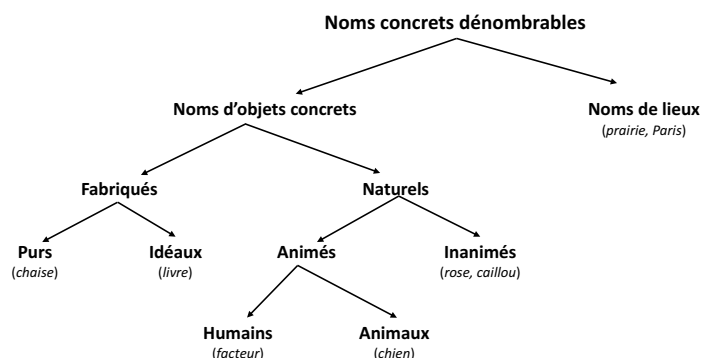 Noms concrets dénombrables
Noms d'objets concrets
Noms de lieux
(prairie, Paris)
Fabriqués
Naturels
Purs
(chaise)
Idéaux
(livre)
Animés
Inanimés
(rose, caillou)
Humains
(facteur)
Animaux
(chien)